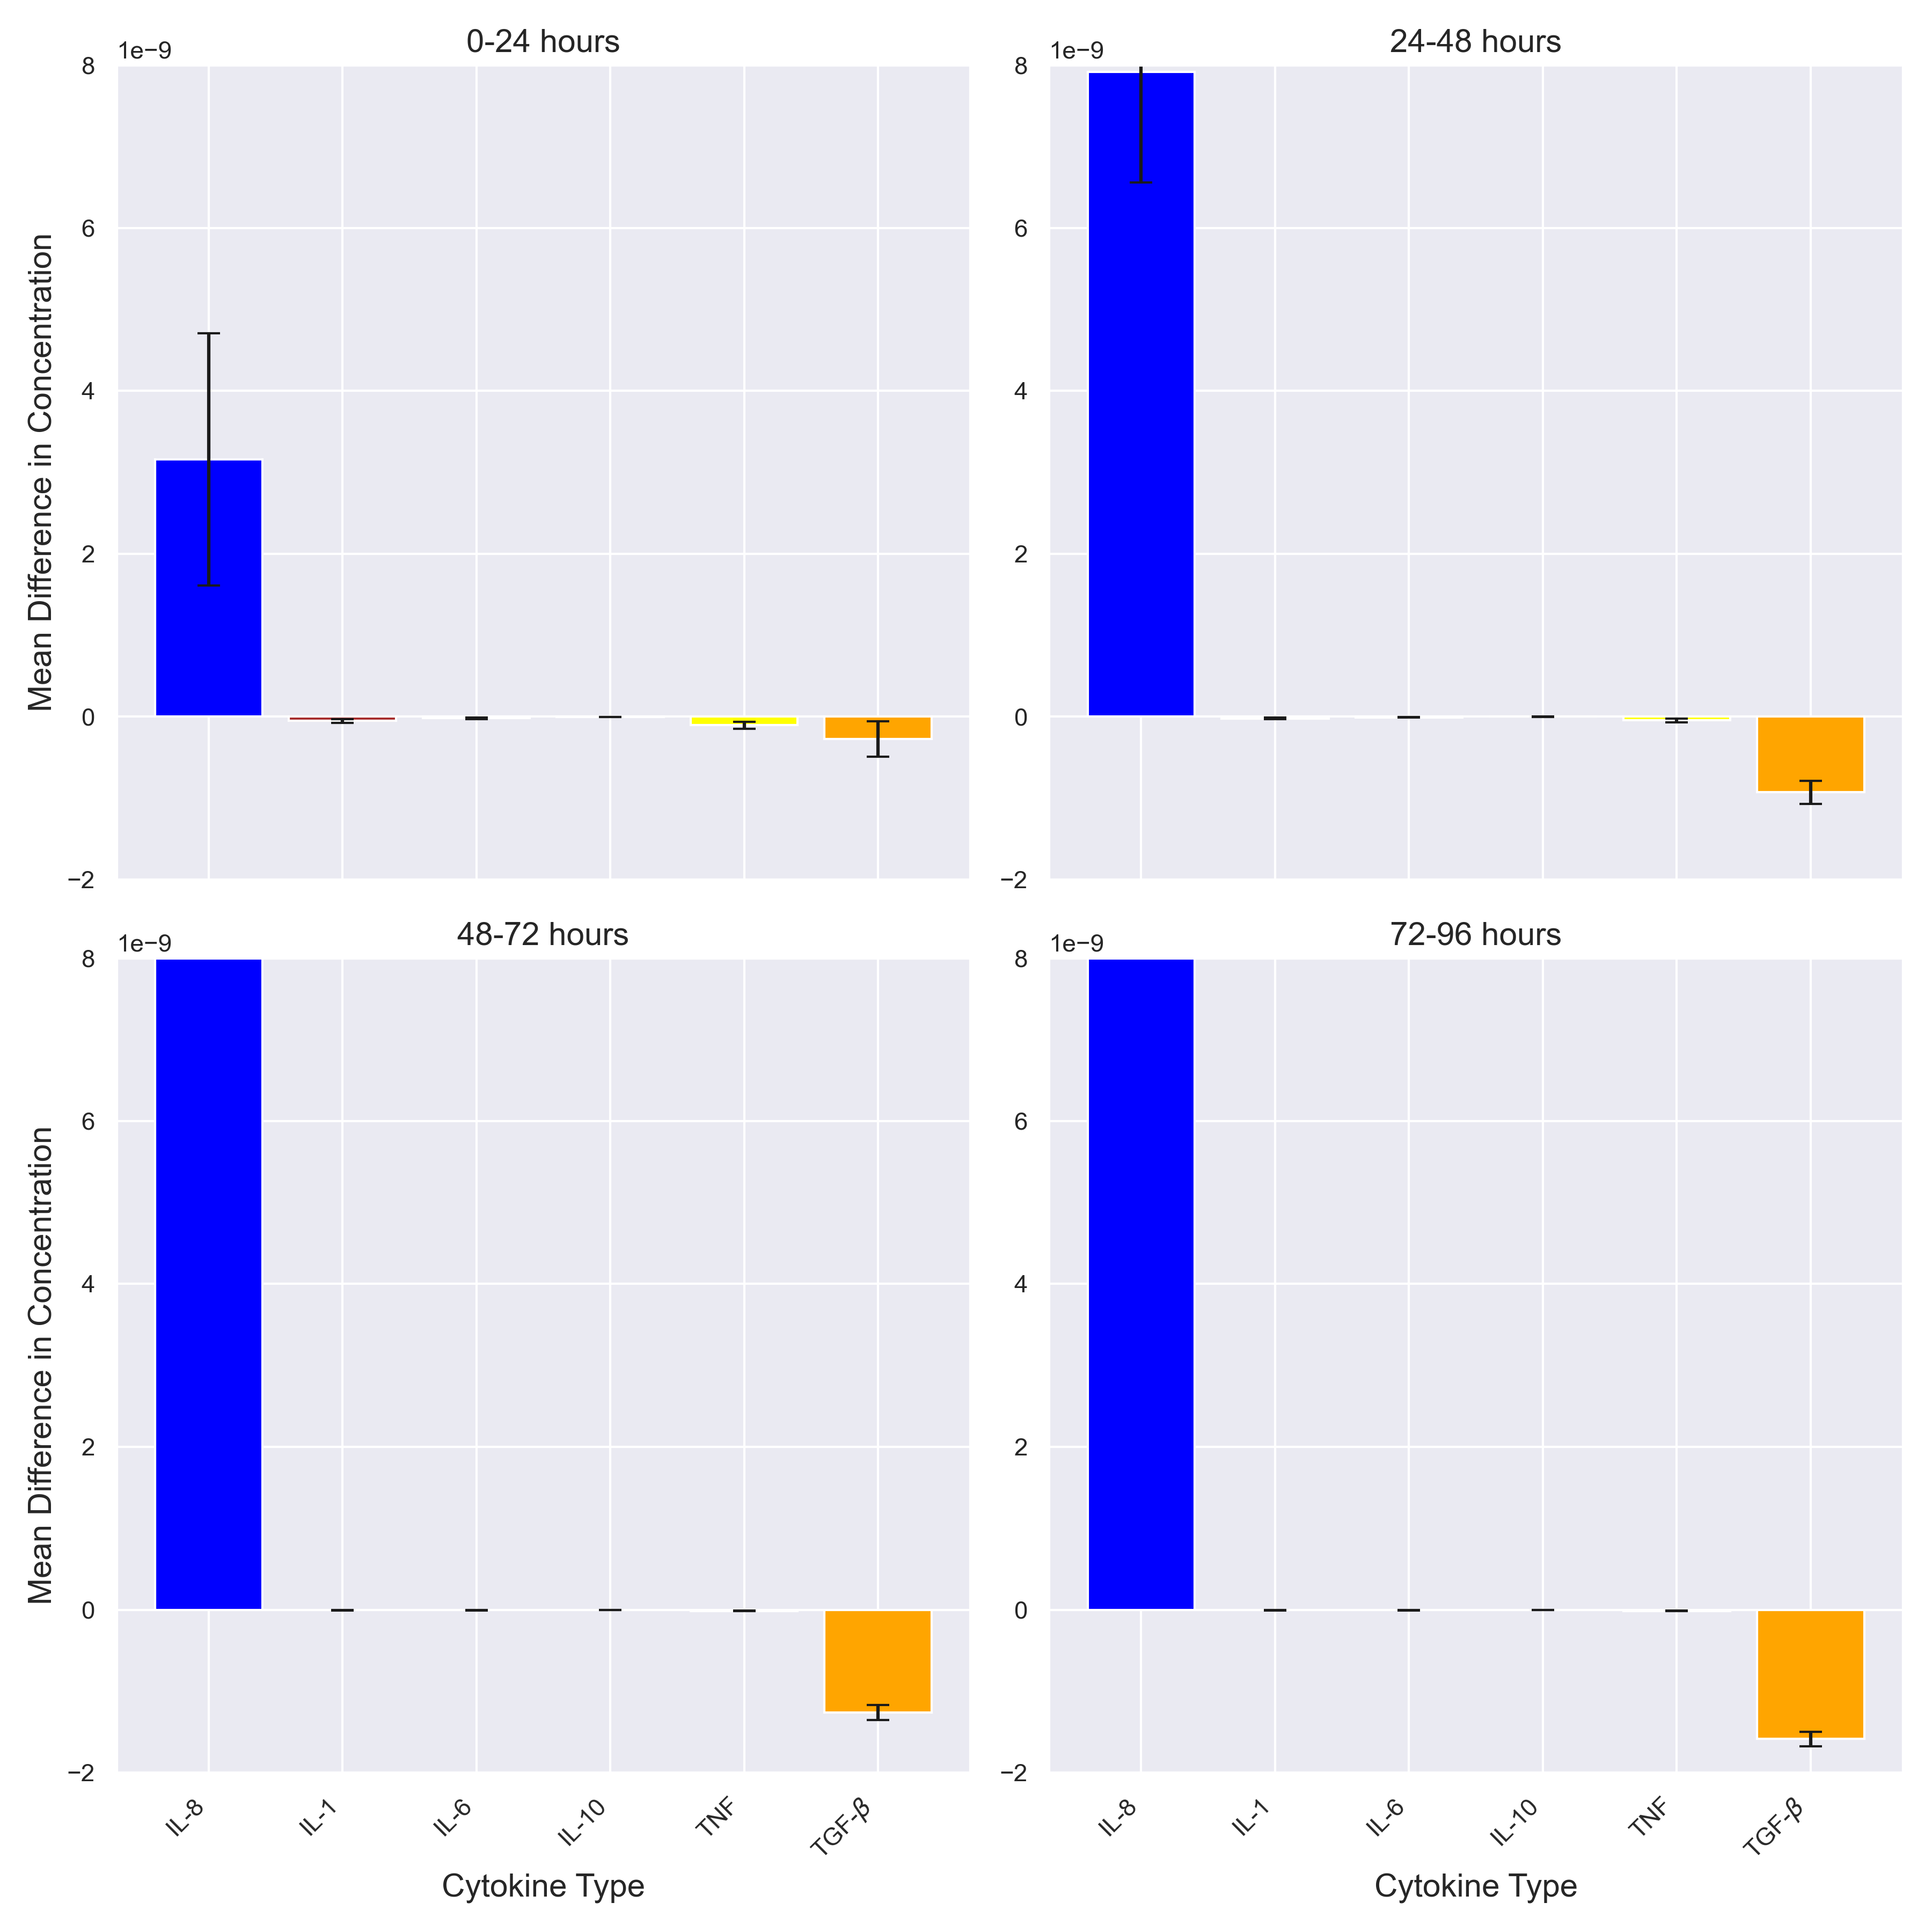 0-24 hours
1e−9
8
6
4
2
0
−2
Mean Difference in Concentration
24-48 hours
1e−9
8
6
4
2
0
−2
48-72 hours
1e−9
8
6
4
2
0
−2
Mean Difference in Concentration
IL-8
IL-1
IL-6
IL-10
TNF
TGF-β
Cytokine Type
72-96 hours
1e−9
8
6
4
2
0
−2
IL-8
IL-1
IL-6
IL-10
TNF
TGF-β
Cytokine Type